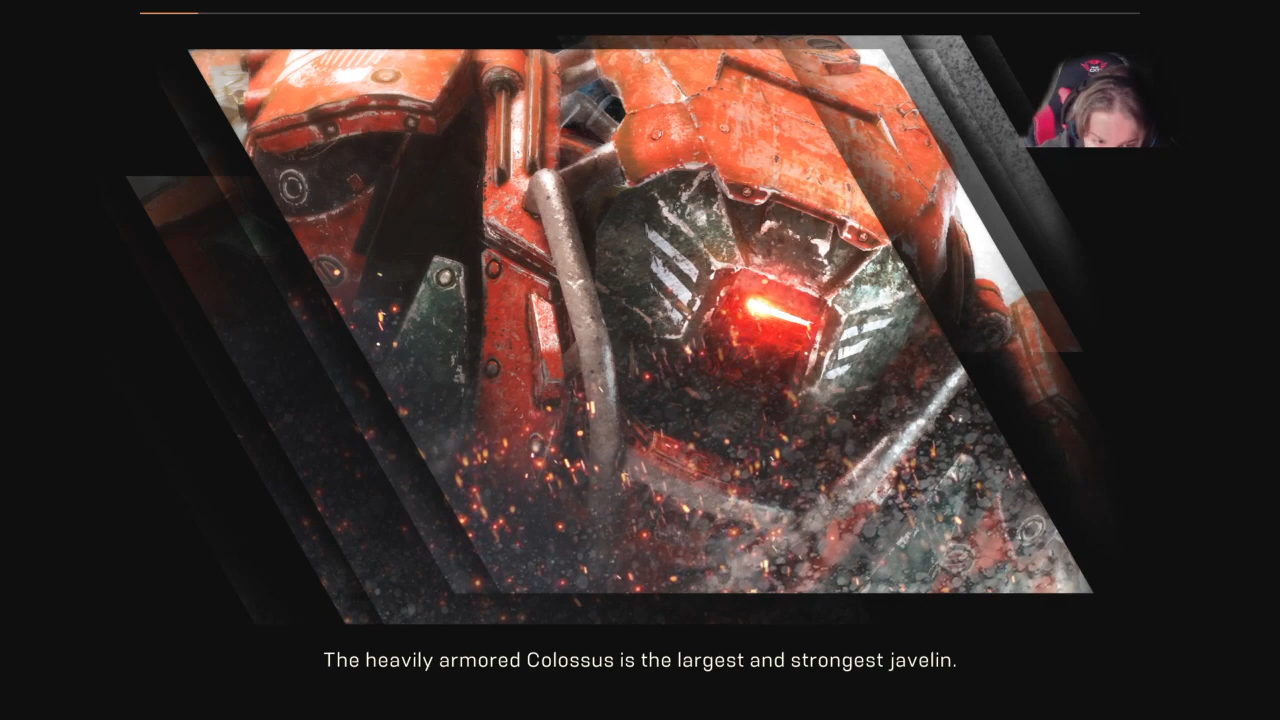 The heavily armored Colossus is the largest and strongest javelin.